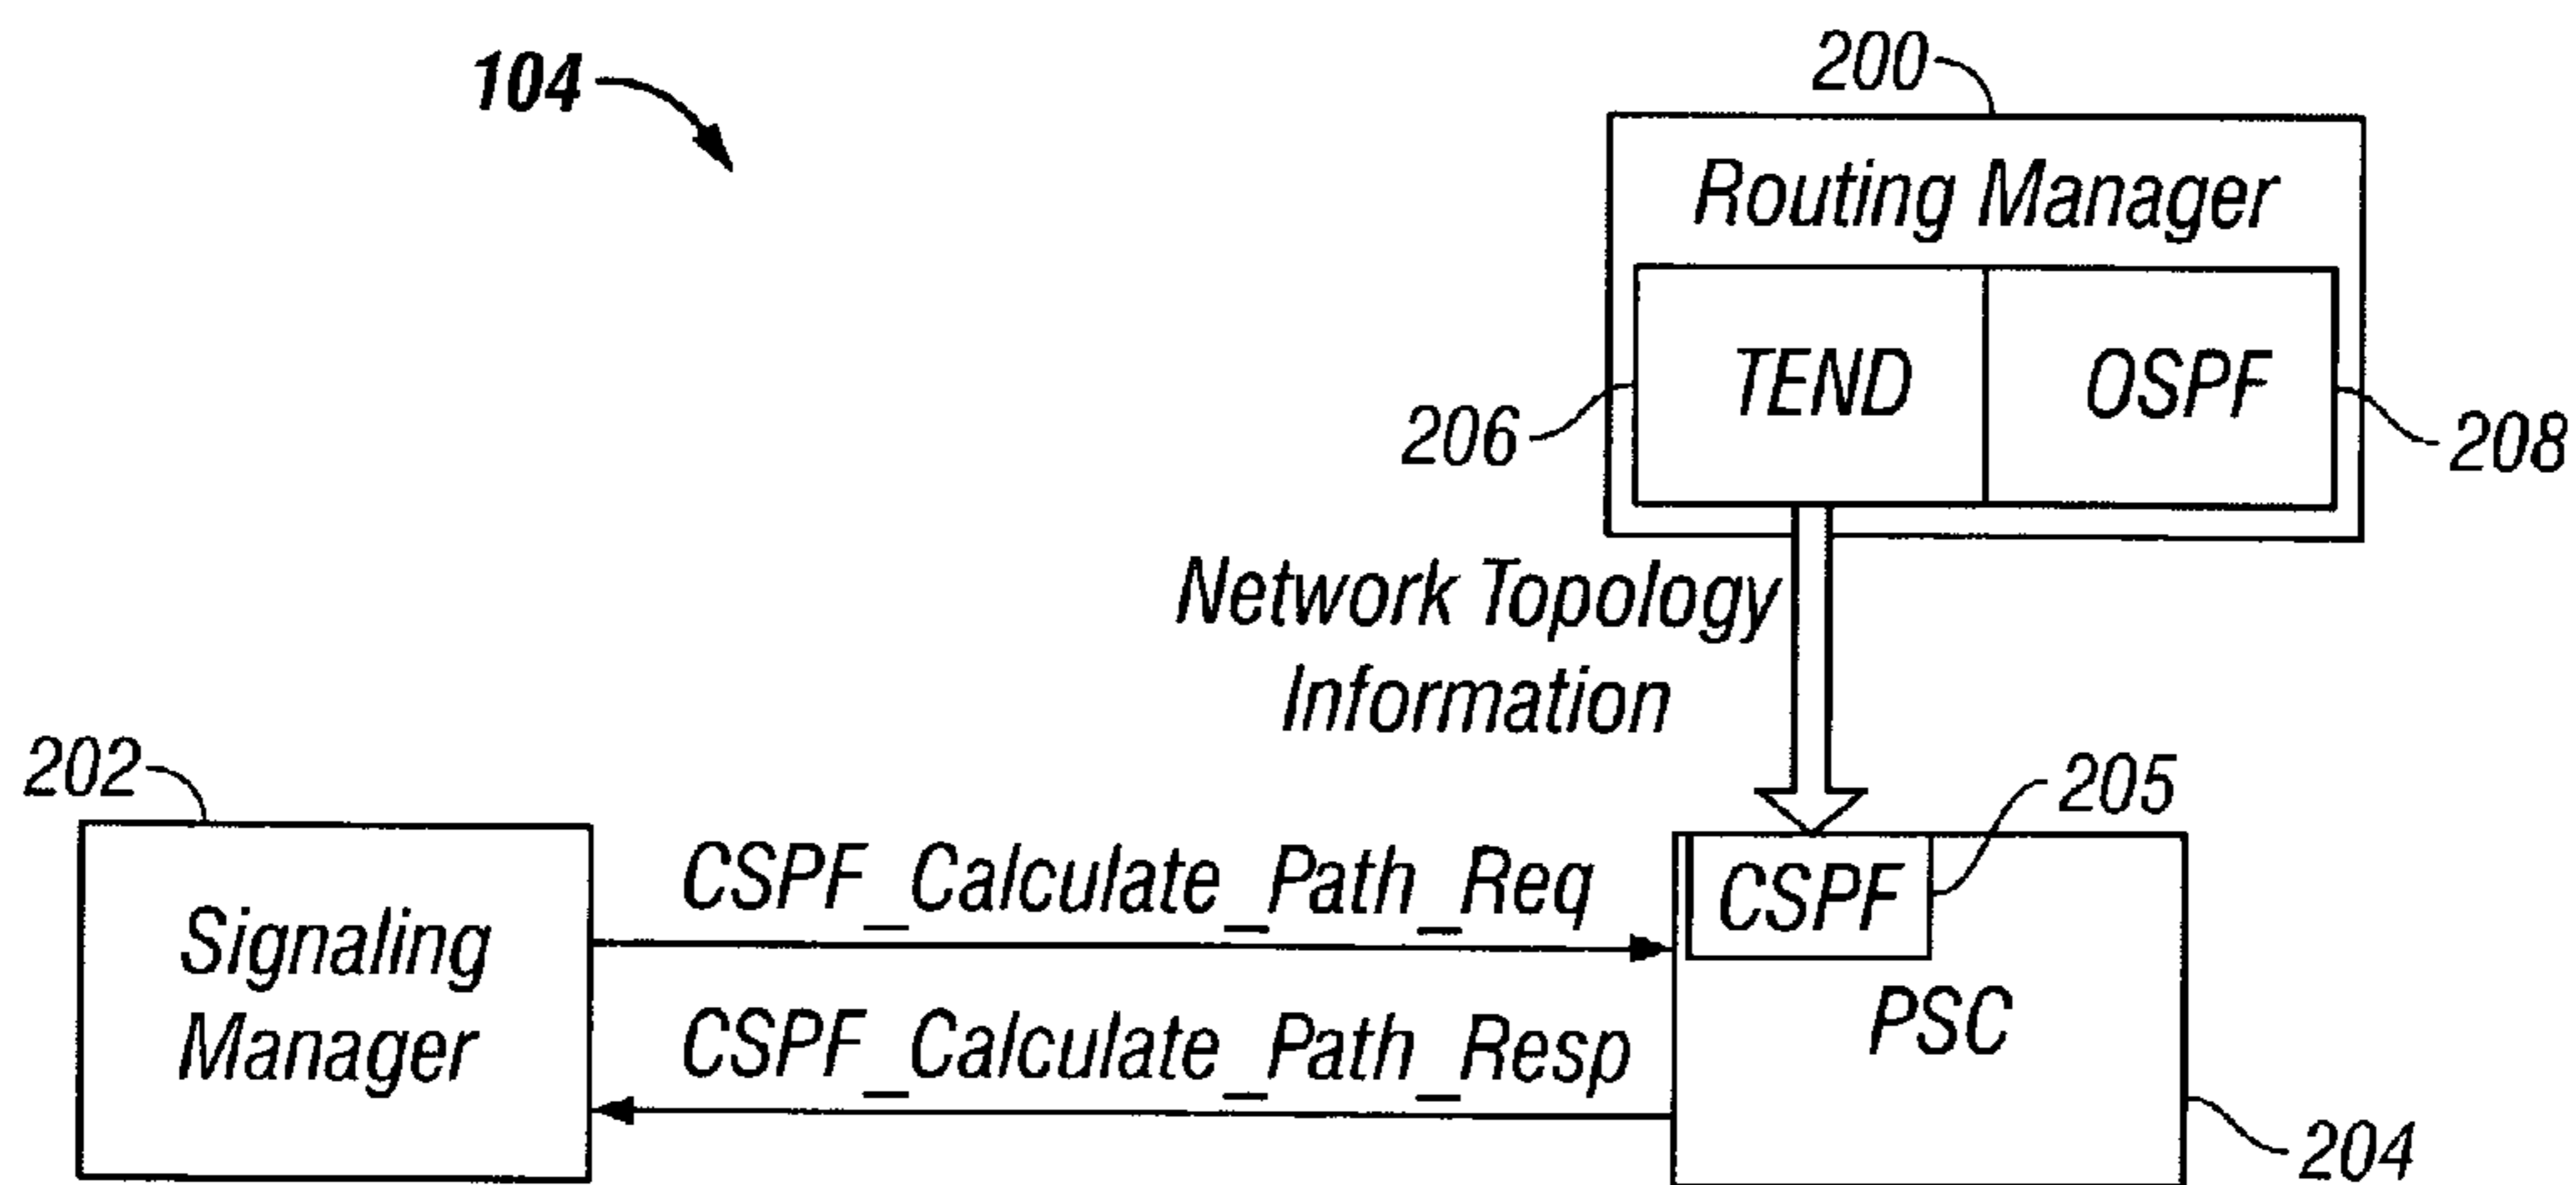 104
200
Routing Manager
TEND
OSPF
206
208
Network Topology
Information
202
205
Signaling
Manager
CSPF_Calculate_Path_Req
CSPF
PSC
CSPF_Calculate_Path_Resp
204